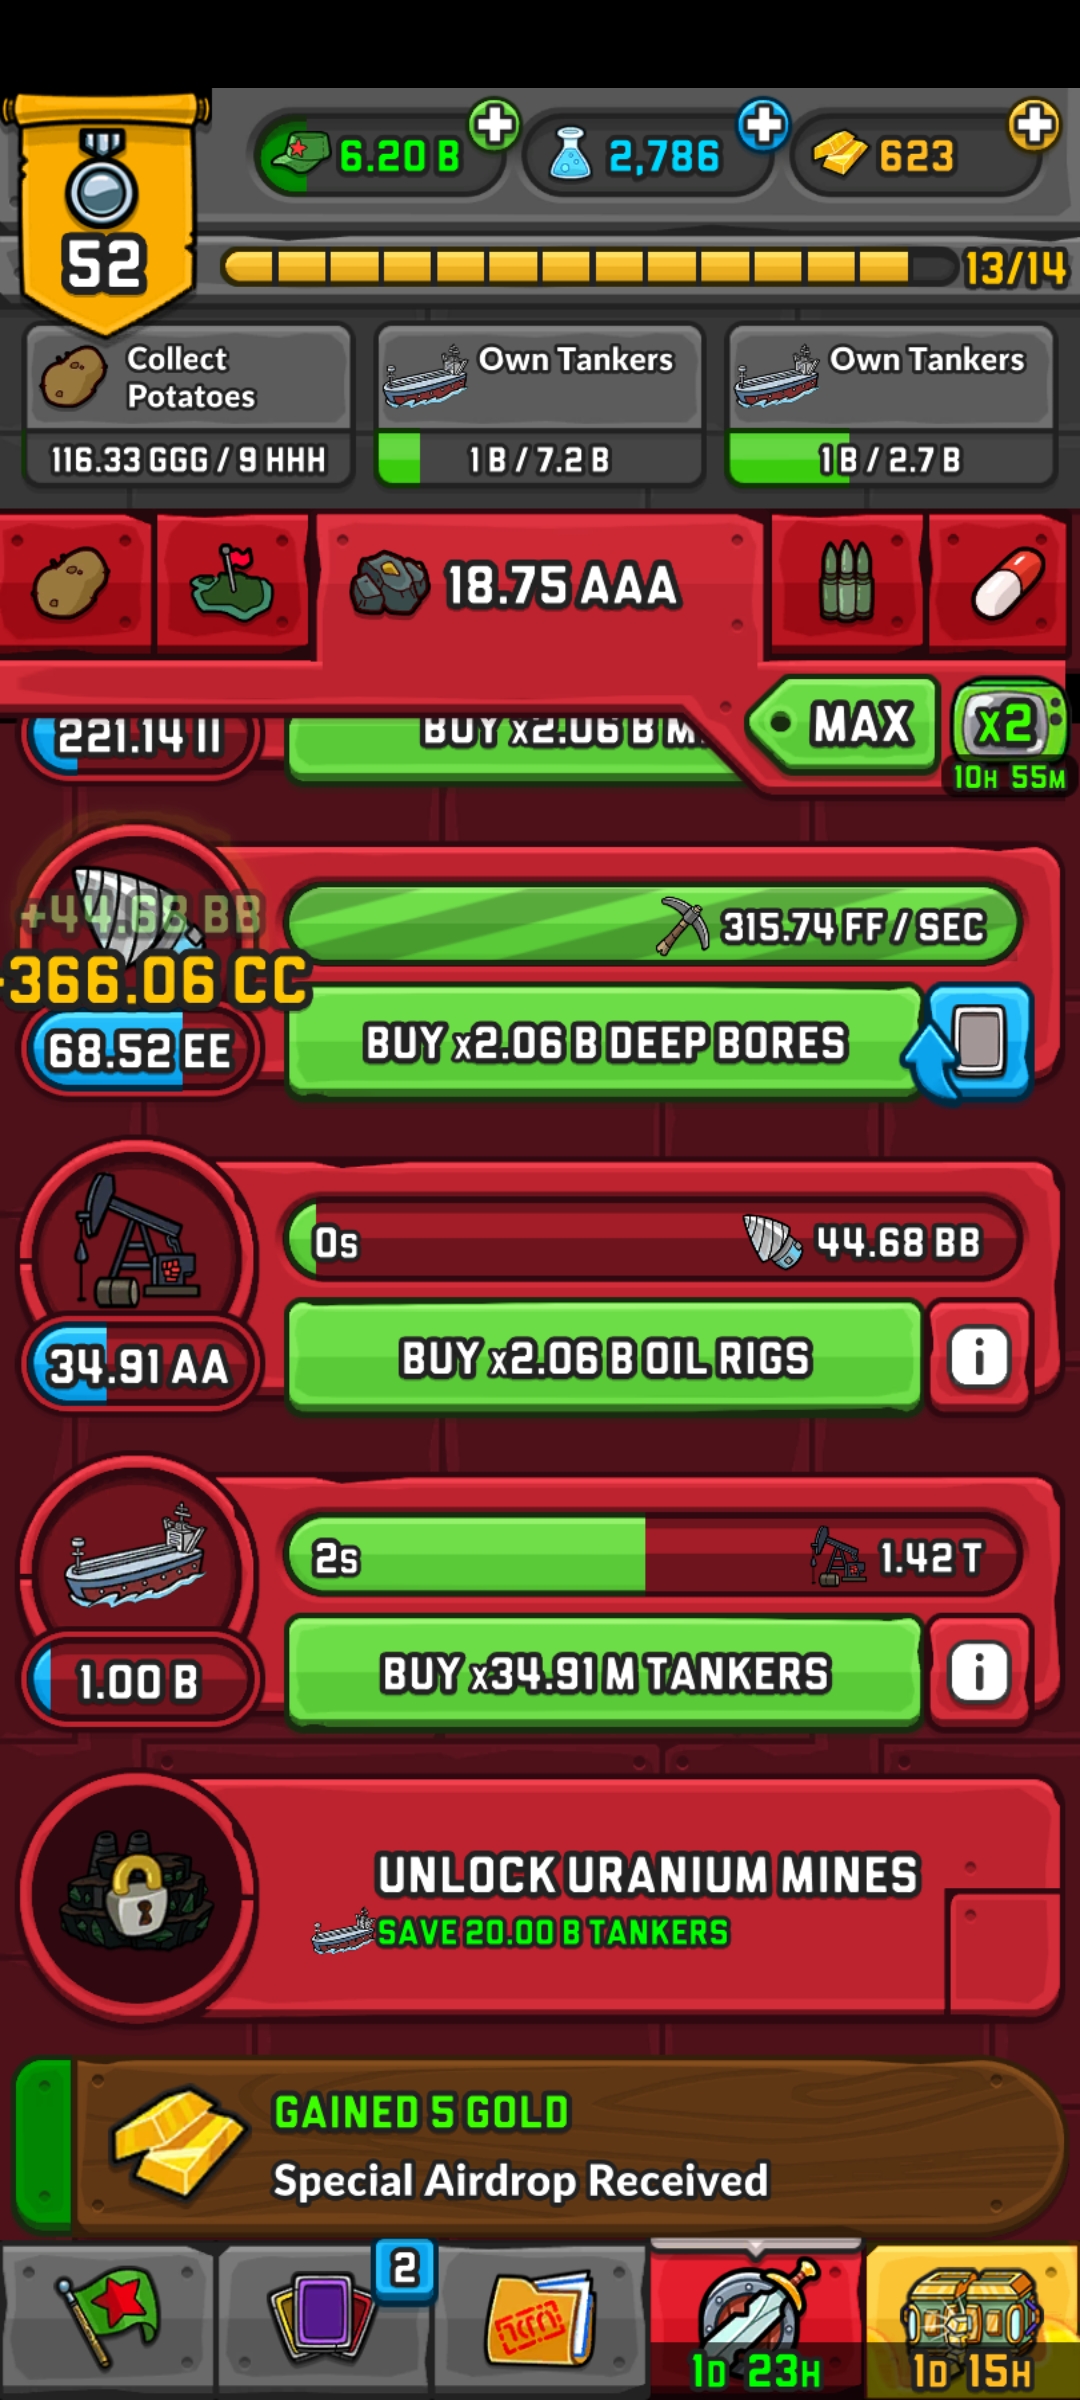 6.20 B
2,786
623
52
13/14
Collect
Potatoes
116.33 GGG / 9 HHH
Own Tankers
1 B / 7.2 B
Own Tankers
1 B / 2.7 B
18.75 AAA
MAX
x2
10H 55M
221.14 II
BUY x2.06 B M
+44.68 BB
366.06 CC
315.74 FF / SEC
68.52 EE
BUY x2.06 B DEEP BORES
0s
44.68 BB
34.91 AA
BUY x2.06 B OIL RIGS
i
2s
1.42 T
1.00 B
BUY x34.91 M TANKERS
i
UNLOCK URANIUM MINES
SAVE 20.00 B TANKERS
GAINED 5 GOLD
Special Airdrop Received
2
1D 23H
1D 15H